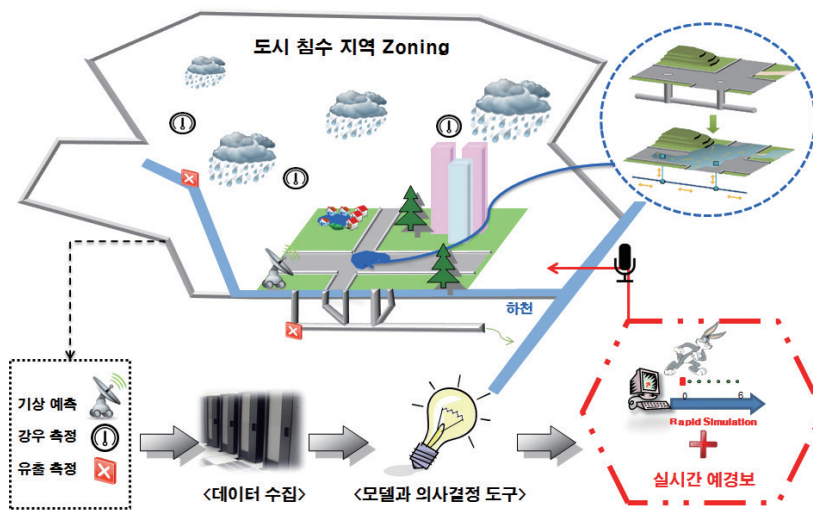 도시 침수 지역 Zoning
하천
기상 예측
강우 측정
유출 측정
<데이터 수집>
<모델과 의사결정 도구>
0 6
Rapid Simulation
실시간 예경보